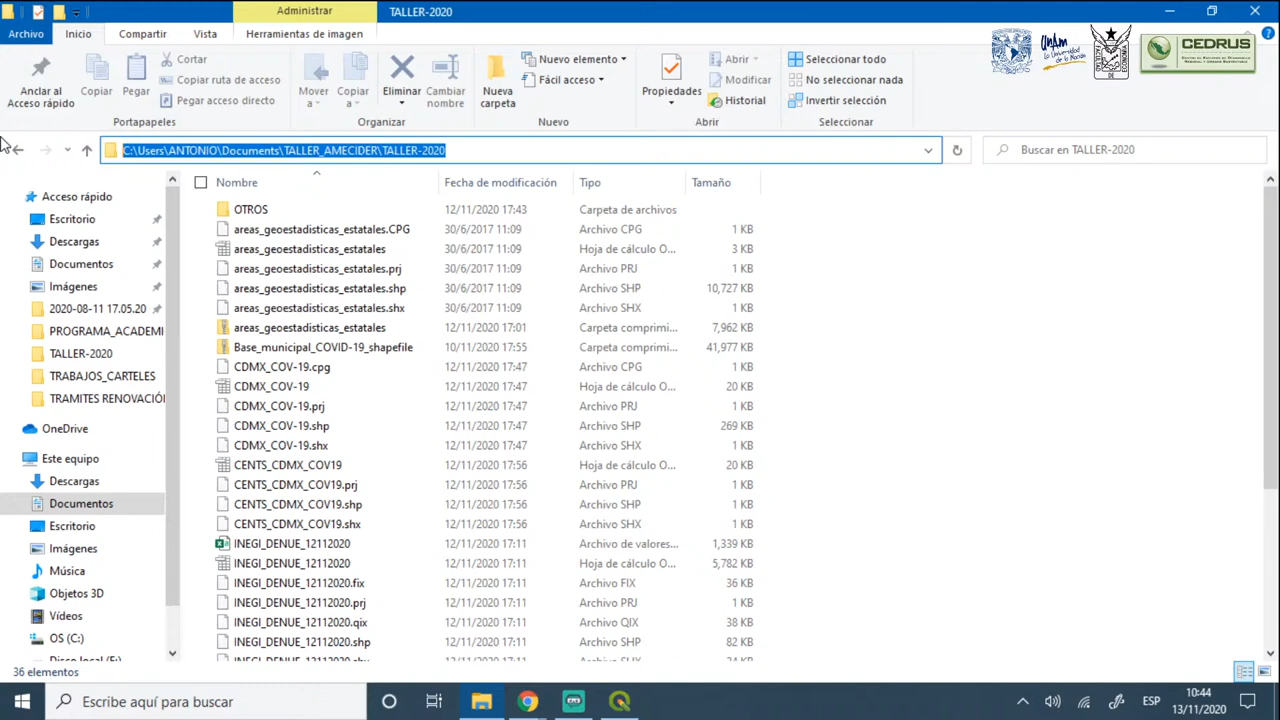 Administrar
TALLER-2020
Archivo
Inicio
Compartir
Vista
Herramientas de imagen
UNAM
La Universidad
de la Nación
CEDRUS
Anclar al
Acceso rápido
Copiar
Pegar
Cortar
Copiar ruta de acceso
Pegar acceso directo
Portapapeles
Mover
a
Copiar
a
Eliminar
Cambiar
nombre
Organizar
Nueva
carpeta
Nuevo elemento
Fácil acceso
Nuevo
Propiedades
Abrir
Modificar
Historial
Abrir
Seleccionar todo
No seleccionar nada
Invertir selección
Seleccionar
C:\Users\ANTONIO\Documents\TALLER_AMECIDER\TALLER-2020
Buscar en TALLER-2020
Acceso rápido
Escritorio
Descargas
Documentos
Imágenes
2020-08-11 17.05.20
PROGRAMA_ACADEMI
TALLER-2020
TRABAJOS_CARTELES
TRAMITES RENOVACIÓN
OneDrive
Este equipo
Descargas
Documentos
Escritorio
Imágenes
Música
Objetos 3D
Vídeos
OS (C:)
Disco local (E:)
Nombre Fecha de modificación Tipo Tamaño
OTROS 12/11/2020 17:43 Carpeta de archivos
areas_geoestadisticas_estatales.CPG 30/6/2017 11:09 Archivo CPG 1 KB
areas_geoestadisticas_estatales 30/6/2017 11:09 Hoja de cálculo O... 3 KB
areas_geoestadisticas_estatales.prj 30/6/2017 11:09 Archivo PRJ 1 KB
areas_geoestadisticas_estatales.shp 30/6/2017 11:09 Archivo SHP 10,727 KB
areas_geoestadisticas_estatales.shx 30/6/2017 11:09 Archivo SHX 1 KB
areas_geoestadisticas_estatales 12/11/2020 17:01 Carpeta comprimi... 7,962 KB
Base_municipal_COVID-19_shapefile 10/11/2020 17:55 Carpeta comprimi... 41,977 KB
CDMX_COV-19.cpg 12/11/2020 17:47 Archivo CPG 1 KB
CDMX_COV-19 12/11/2020 17:47 Hoja de cálculo O... 20 KB
CDMX_COV-19.prj 12/11/2020 17:47 Archivo PRJ 1 KB
CDMX_COV-19.shp 12/11/2020 17:47 Archivo SHP 269 KB
CDMX_COV-19.shx 12/11/2020 17:47 Archivo SHX 1 KB
CENTS_CDMX_COV19 12/11/2020 17:56 Hoja de cálculo O... 20 KB
CENTS_CDMX_COV19.prj 12/11/2020 17:56 Archivo PRJ 1 KB
CENTS_CDMX_COV19.shp 12/11/2020 17:56 Archivo SHP 1 KB
CENTS_CDMX_COV19.shx 12/11/2020 17:56 Archivo SHX 1 KB
INEGI_DENUE_12112020 12/11/2020 17:11 Archivo de valores... 1,339 KB
INEGI_DENUE_12112020 12/11/2020 17:11 Hoja de cálculo O... 5,782 KB
INEGI_DENUE_12112020.fix 12/11/2020 17:11 Archivo FIX 36 KB
INEGI_DENUE_12112020.prj 12/11/2020 17:11 Archivo PRJ 1 KB
INEGI_DENUE_12112020.qix 12/11/2020 17:11 Archivo QIX 38 KB
INEGI_DENUE_12112020.shp 12/11/2020 17:11 Archivo SHP 82 KB
36 elementos
Escribe aquí para buscar
ESP
10:44
13/11/2020